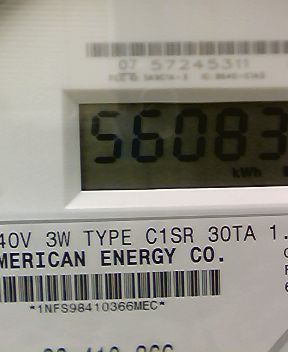 07 57245311
56083
kWh
40V 3W TYPE C1SR 30TA 1.
MERICAN ENERGY CO.
*1NFS98410366MEC*